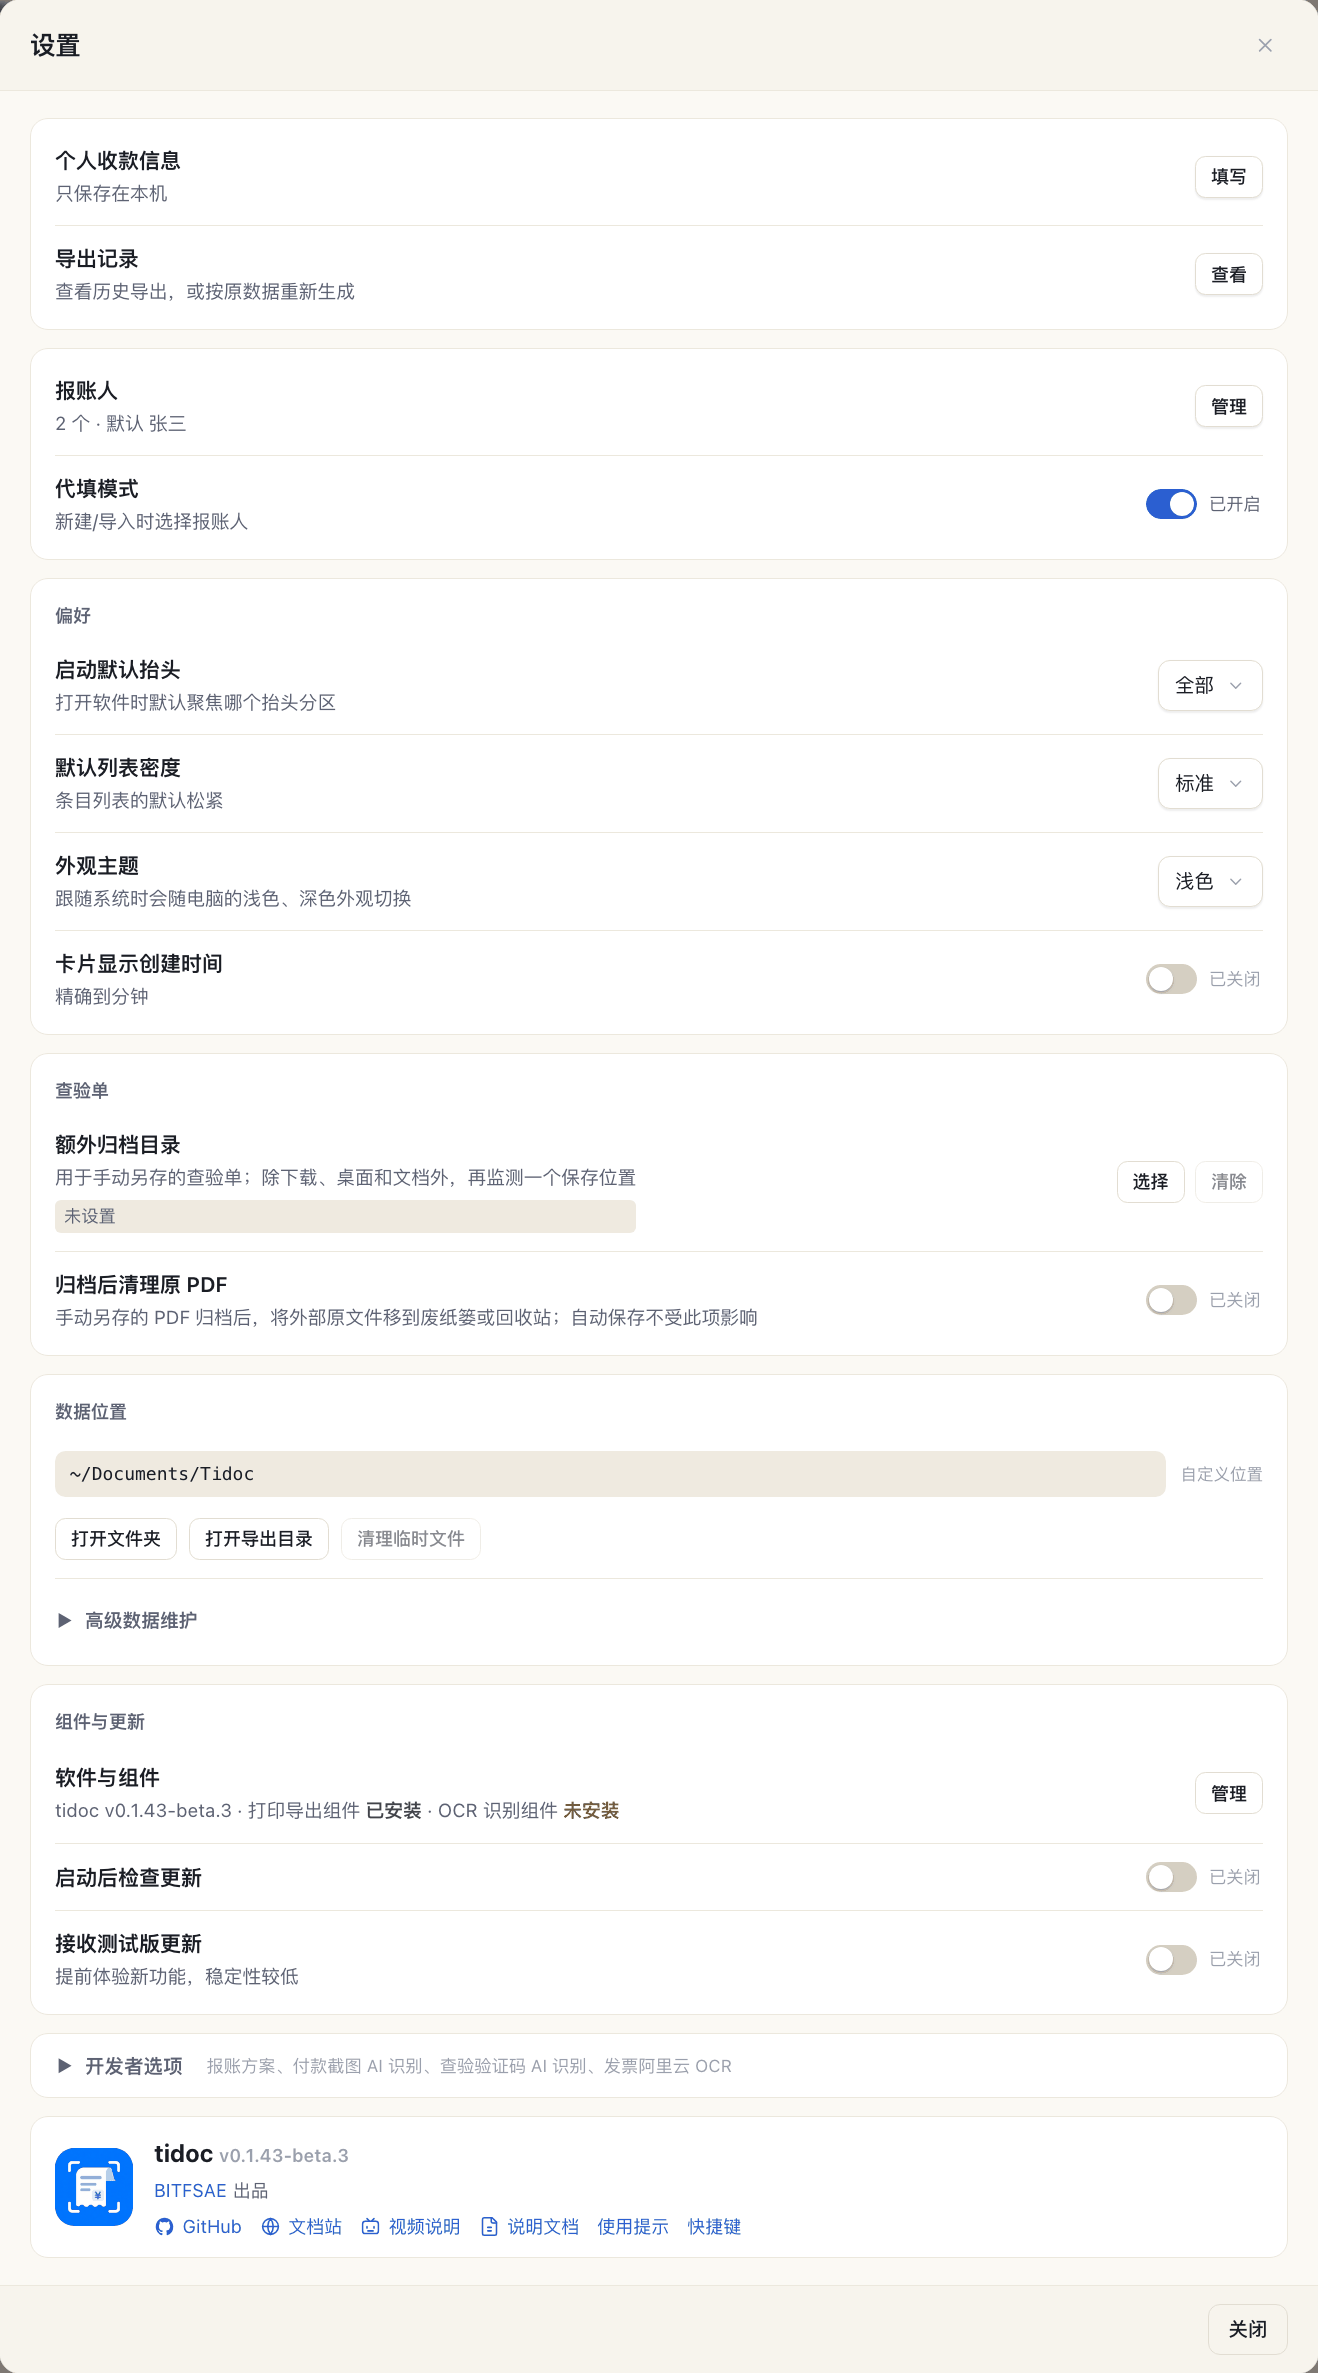 设置
个人收款信息
只保存在本机
填写
导出记录
查看历史导出，或按原数据重新生成
查看
报账人
2 个 · 默认 张三
管理
代填模式
新建/导入时选择报账人
已开启
偏好
启动默认抬头
打开软件时默认聚焦哪个抬头分区
全部
默认列表密度
条目列表的默认松紧
标准
外观主题
跟随系统时会随电脑的浅色、深色外观切换
浅色
卡片显示创建时间
精确到分钟
已关闭
查验单
额外归档目录
用于手动另存的查验单；除下载、桌面和文档外，再监测一个保存位置
未设置
选择 清除
归档后清理原 PDF
手动另存的 PDF 归档后，将外部原文件移到废纸篓或回收站；自动保存不受此项影响
已关闭
数据位置
~/Documents/Tidoc 自定义位置
打开文件夹 打开导出目录 清理临时文件
▶ 高级数据维护
组件与更新
软件与组件
tidoc v0.1.43-beta.3 · 打印导出组件 已安装 · OCR 识别组件 未安装
管理
启动后检查更新 已关闭
接收测试版更新
提前体验新功能，稳定性较低
已关闭
▶ 开发者选项 报账方案、付款截图 AI 识别、查验验证码 AI 识别、发票阿里云 OCR
tidoc v0.1.43-beta.3
BITFSAE 出品
GitHub 文档站 视频说明 说明文档 使用提示 快捷键
关闭